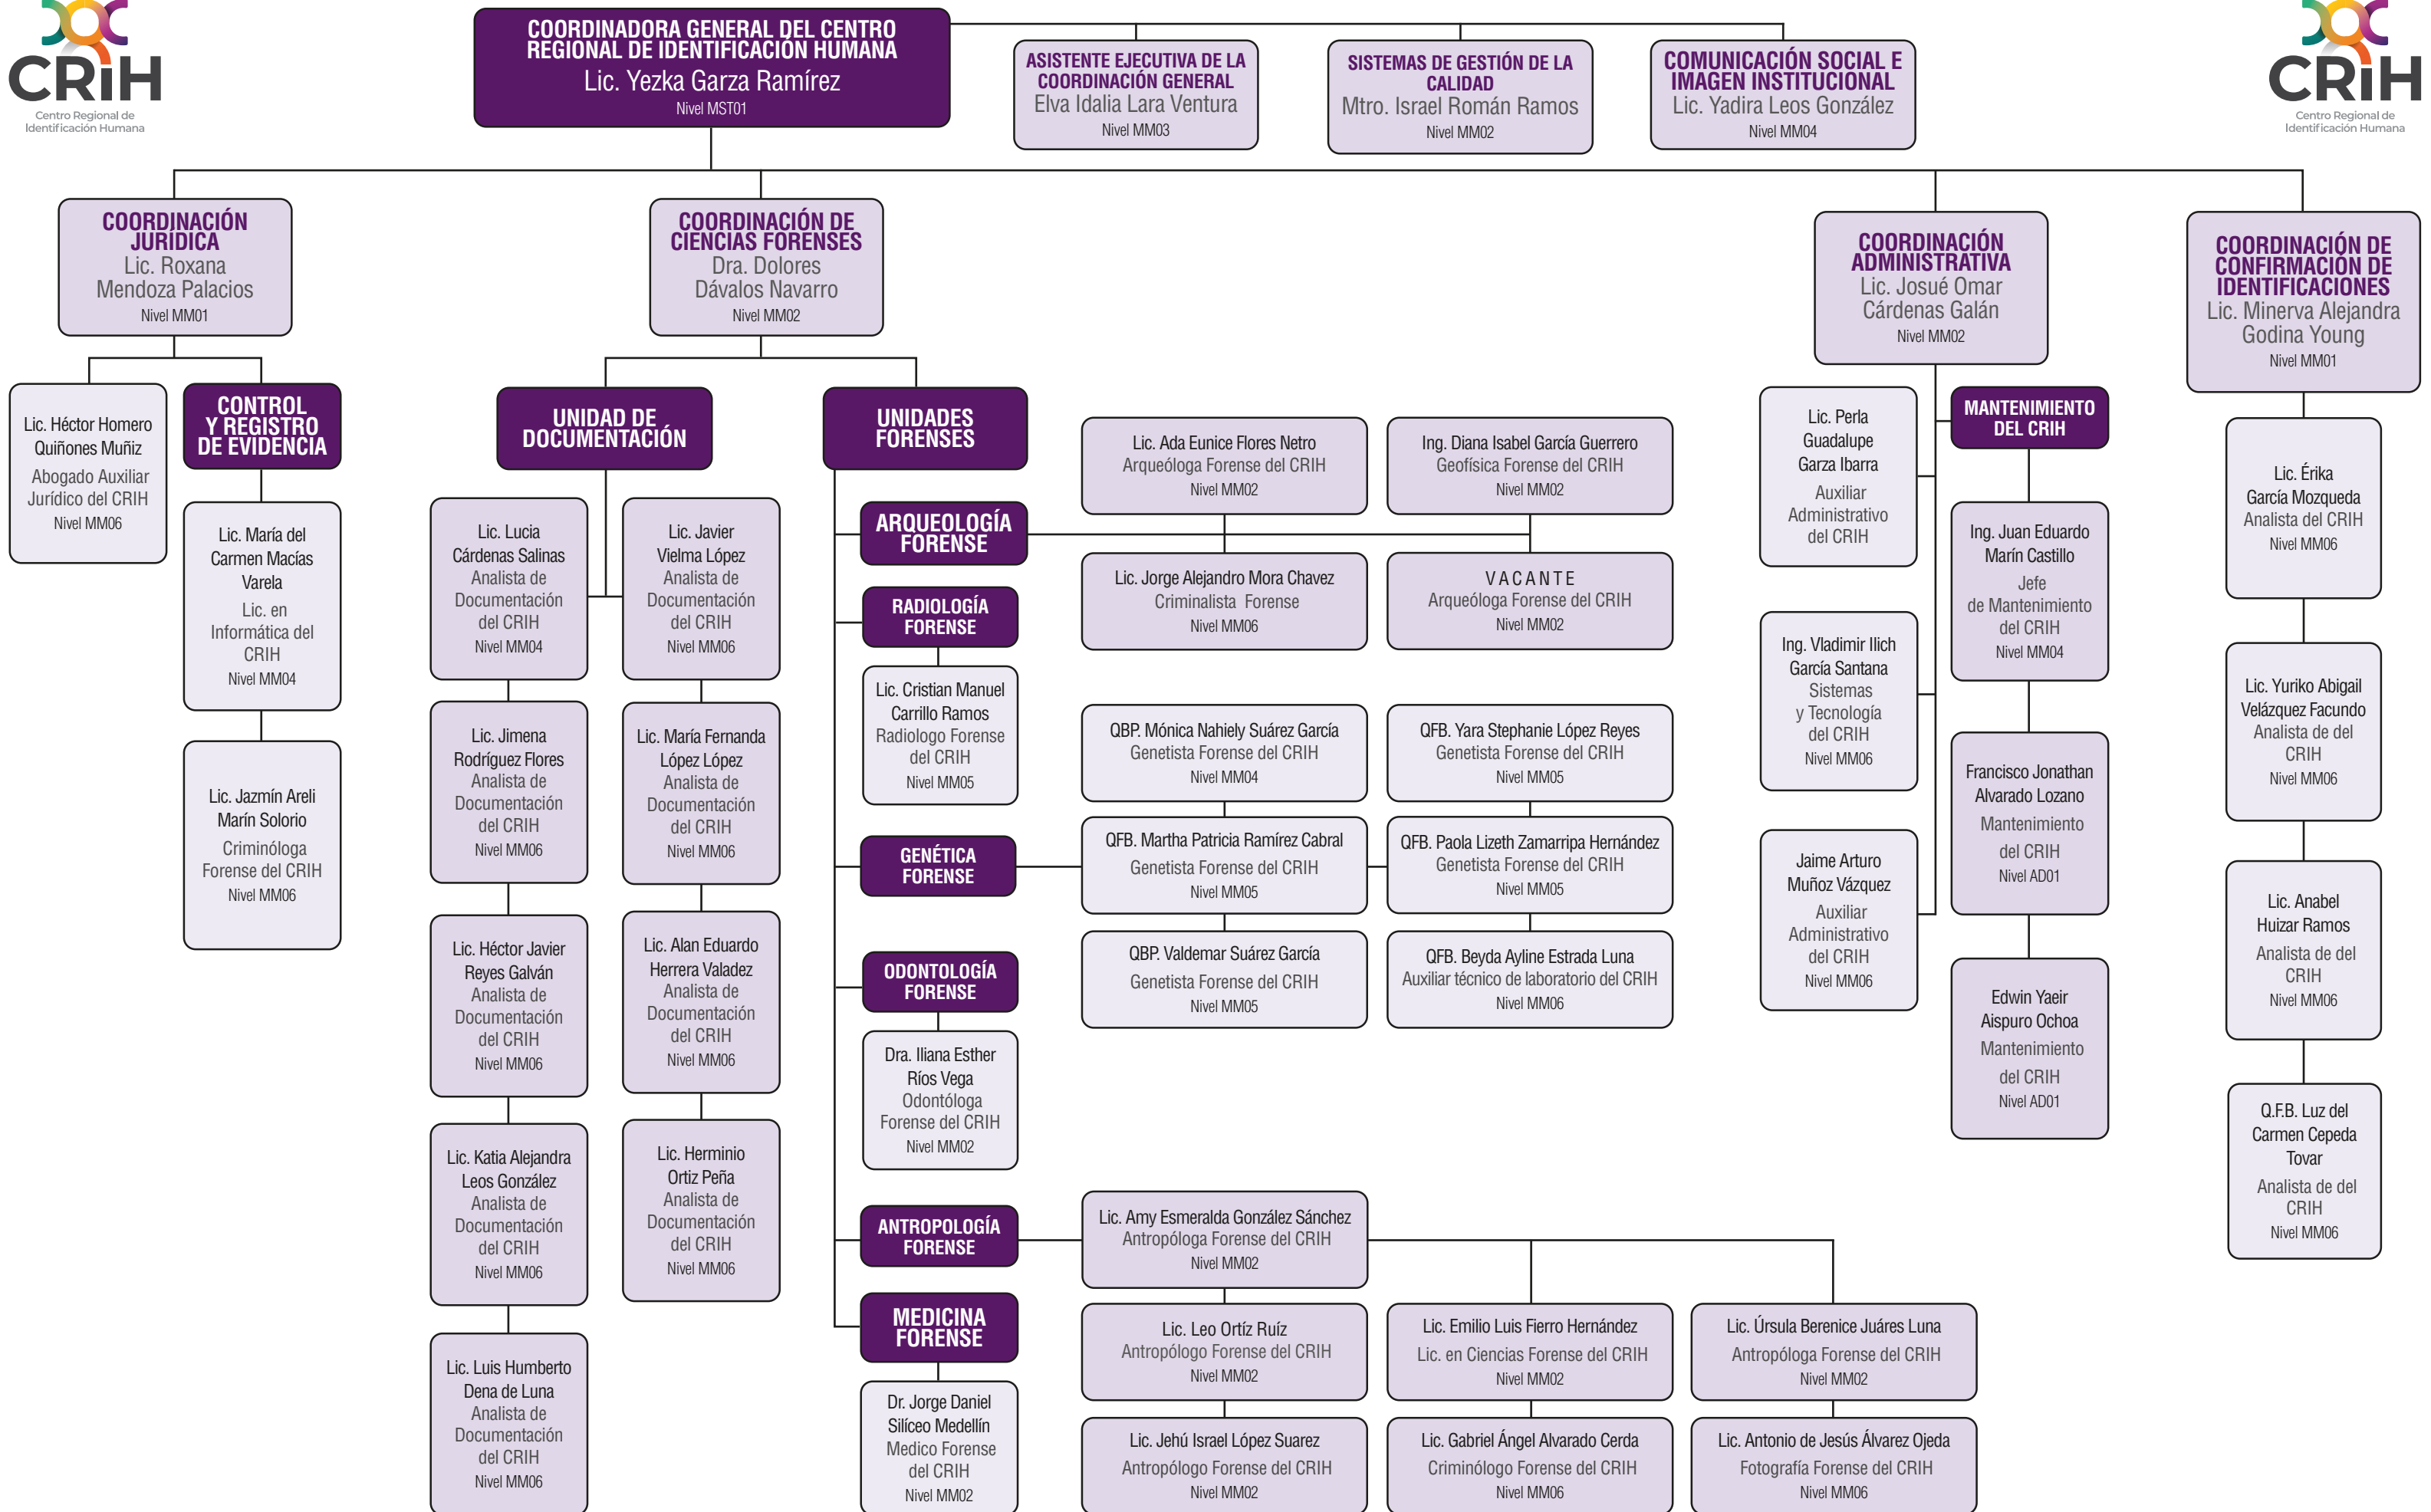 CRiH
Centro Regional de
Identificación Humana
COORDINADORA GENERAL DEL CENTRO
REGIONAL DE IDENTIFICACIÓN HUMANA
Lic. Yezka Garza Ramírez
Nivel MST01
ASISTENTE EJECUTIVA DE LA
COORDINACIÓN GENERAL
Elva Idalia Lara Ventura
Nivel MM03
SISTEMAS DE GESTIÓN DE LA
CALIDAD
Mtro. Israel Román Ramos
Nivel MM02
COMUNICACIÓN SOCIAL E
IMAGEN INSTITUCIONAL
Lic. Yadira Leos González
Nivel MM04
CRiH
Centro Regional de
Identificación Humana
COORDINACIÓN
JURÍDICA
Lic. Roxana
Mendoza Palacios
Nivel MM01
COORDINACIÓN DE
CIENCIAS FORENSES
Dra. Dolores
Dávalos Navarro
Nivel MM02
COORDINACIÓN
ADMINISTRATIVA
Lic. Josué Omar
Cárdenas Galán
Nivel MM02
COORDINACIÓN DE
CONFIRMACIÓN DE
IDENTIFICACIONES
Lic. Minerva Alejandra
Godina Young
Nivel MM01
Lic. Héctor Homero
Quiñones Muñiz
Abogado Auxiliar
Jurídico del CRIH
Nivel MM06
CONTROL
Y REGISTRO
DE EVIDENCIA
Lic. María del
Carmen Macías
Varela
Lic. en
Informática del
CRIH
Nivel MM04
Lic. Jazmín Areli
Marín Solorio
Criminóloga
Forense del CRIH
Nivel MM06
UNIDAD DE
DOCUMENTACIÓN
Lic. Lucia
Cárdenas Salinas
Analista de
Documentación
del CRIH
Nivel MM04
Lic. Jimena
Rodríguez Flores
Analista de
Documentación
del CRIH
Nivel MM06
Lic. Héctor Javier
Reyes Galván
Analista de
Documentación
del CRIH
Nivel MM06
Lic. Katia Alejandra
Leos González
Analista de
Documentación
del CRIH
Nivel MM06
Lic. Luis Humberto
Dena de Luna
Analista de
Documentación
del CRIH
Nivel MM06
Lic. Javier
Vielma López
Analista de
Documentación
del CRIH
Nivel MM06
Lic. María Fernanda
López López
Analista de
Documentación
del CRIH
Nivel MM06
Lic. Alan Eduardo
Herrera Valadez
Analista de
Documentación
del CRIH
Nivel MM06
Lic. Herminio
Ortiz Peña
Analista de
Documentación
del CRIH
Nivel MM06
UNIDADES
FORENSES
ARQUEOLOGÍA
FORENSE
Lic. Ada Eunice Flores Netro
Arqueóloga Forense del CRIH
Nivel MM02
Ing. Diana Isabel García Guerrero
Geofísica Forense del CRIH
Nivel MM02
Lic. Jorge Alejandro Mora Chavez
Criminalista Forense
Nivel MM06
VACANTE
Arqueóloga Forense del CRIH
Nivel MM02
RADIOLOGÍA
FORENSE
Lic. Cristian Manuel
Carrillo Ramos
Radiologo Forense
del CRIH
Nivel MM05
GENÉTICA
FORENSE
QBP. Mónica Nahiely Suárez García
Genetista Forense del CRIH
Nivel MM04
QFB. Yara Stephanie López Reyes
Genetista Forense del CRIH
Nivel MM05
QFB. Martha Patricia Ramírez Cabral
Genetista Forense del CRIH
Nivel MM05
QFB. Paola Lizeth Zamarripa Hernández
Genetista Forense del CRIH
Nivel MM05
QBP. Valdemar Suárez García
Genetista Forense del CRIH
Nivel MM05
QFB. Beyda Ayline Estrada Luna
Auxiliar técnico de laboratorio del CRIH
Nivel MM06
ODONTOLOGÍA
FORENSE
Dra. Iliana Esther
Ríos Vega
Odontóloga
Forense del CRIH
Nivel MM02
ANTROPOLOGÍA
FORENSE
Lic. Amy Esmeralda González Sánchez
Antropóloga Forense del CRIH
Nivel MM02
Lic. Leo Ortíz Ruíz
Antropólogo Forense del CRIH
Nivel MM02
Lic. Emilio Luis Fierro Hernández
Lic. en Ciencias Forense del CRIH
Nivel MM02
Lic. Úrsula Berenice Juáres Luna
Antropóloga Forense del CRIH
Nivel MM02
Lic. Jehú Israel López Suarez
Antropólogo Forense del CRIH
Nivel MM02
Lic. Gabriel Ángel Alvarado Cerda
Criminólogo Forense del CRIH
Nivel MM06
Lic. Antonio de Jesús Álvarez Ojeda
Fotografía Forense del CRIH
Nivel MM06
MEDICINA
FORENSE
Dr. Jorge Daniel
Silíceo Medellín
Medico Forense
del CRIH
Nivel MM02
Lic. Perla
Guadalupe
Garza Ibarra
Auxiliar
Administrativo
del CRIH
Ing. Vladimir Ilich
García Santana
Sistemas
y Tecnología
del CRIH
Nivel MM06
Jaime Arturo
Muñoz Vázquez
Auxiliar
Administrativo
del CRIH
Nivel MM06
MANTENIMIENTO
DEL CRIH
Ing. Juan Eduardo
Marín Castillo
Jefe
de Mantenimiento
del CRIH
Nivel MM04
Francisco Jonathan
Alvarado Lozano
Mantenimiento
del CRIH
Nivel AD01
Edwin Yaeir
Aispuro Ochoa
Mantenimiento
del CRIH
Nivel AD01
Lic. Érika
García Mozqueda
Analista del CRIH
Nivel MM06
Lic. Yuriko Abigail
Velázquez Facundo
Analista de del
CRIH
Nivel MM06
Lic. Anabel
Huizar Ramos
Analista de del
CRIH
Nivel MM06
Q.F.B. Luz del
Carmen Cepeda
Tovar
Analista de del
CRIH
Nivel MM06